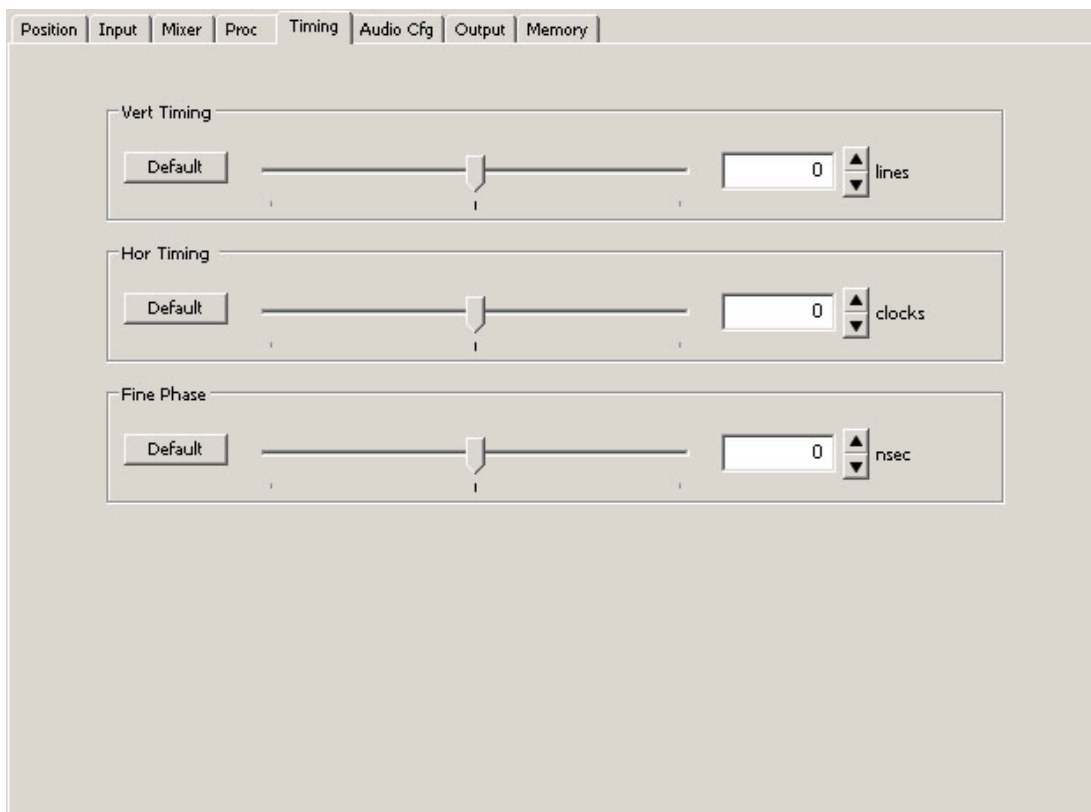 Position Input Mixer Proc Timing Audio Cfg Output Memory
Vert Timing
Default 0 lines
Hor Timing
Default 0 clocks
Fine Phase
Default 0 nsec